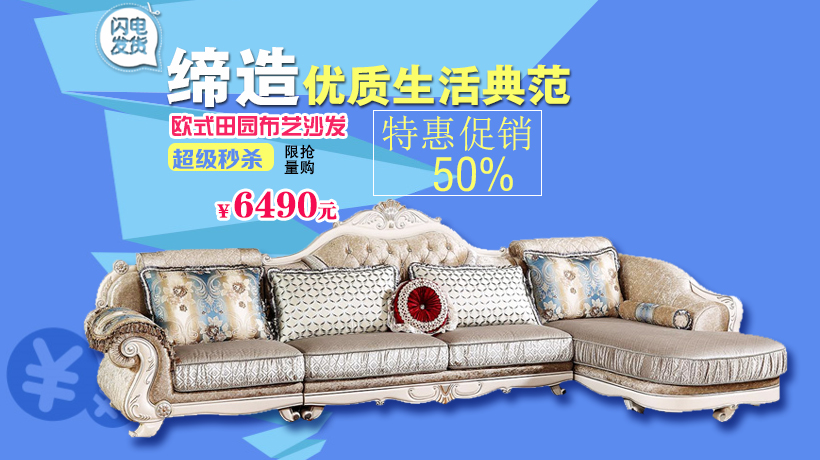 闪电
发货
缔造优质生活典范
欧式田园布艺沙发
特惠促销
50%
超级秒杀
限抢
量购
¥6490元
¥
¥